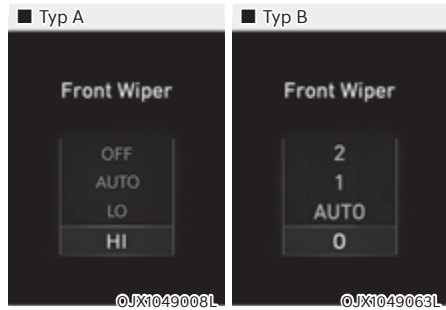 ■ Typ A
Front Wiper
OFF
AUTO
LO
HI
OJX1049008L
■ Typ B
Front Wiper
2
1
AUTO
0
OJX1049063L